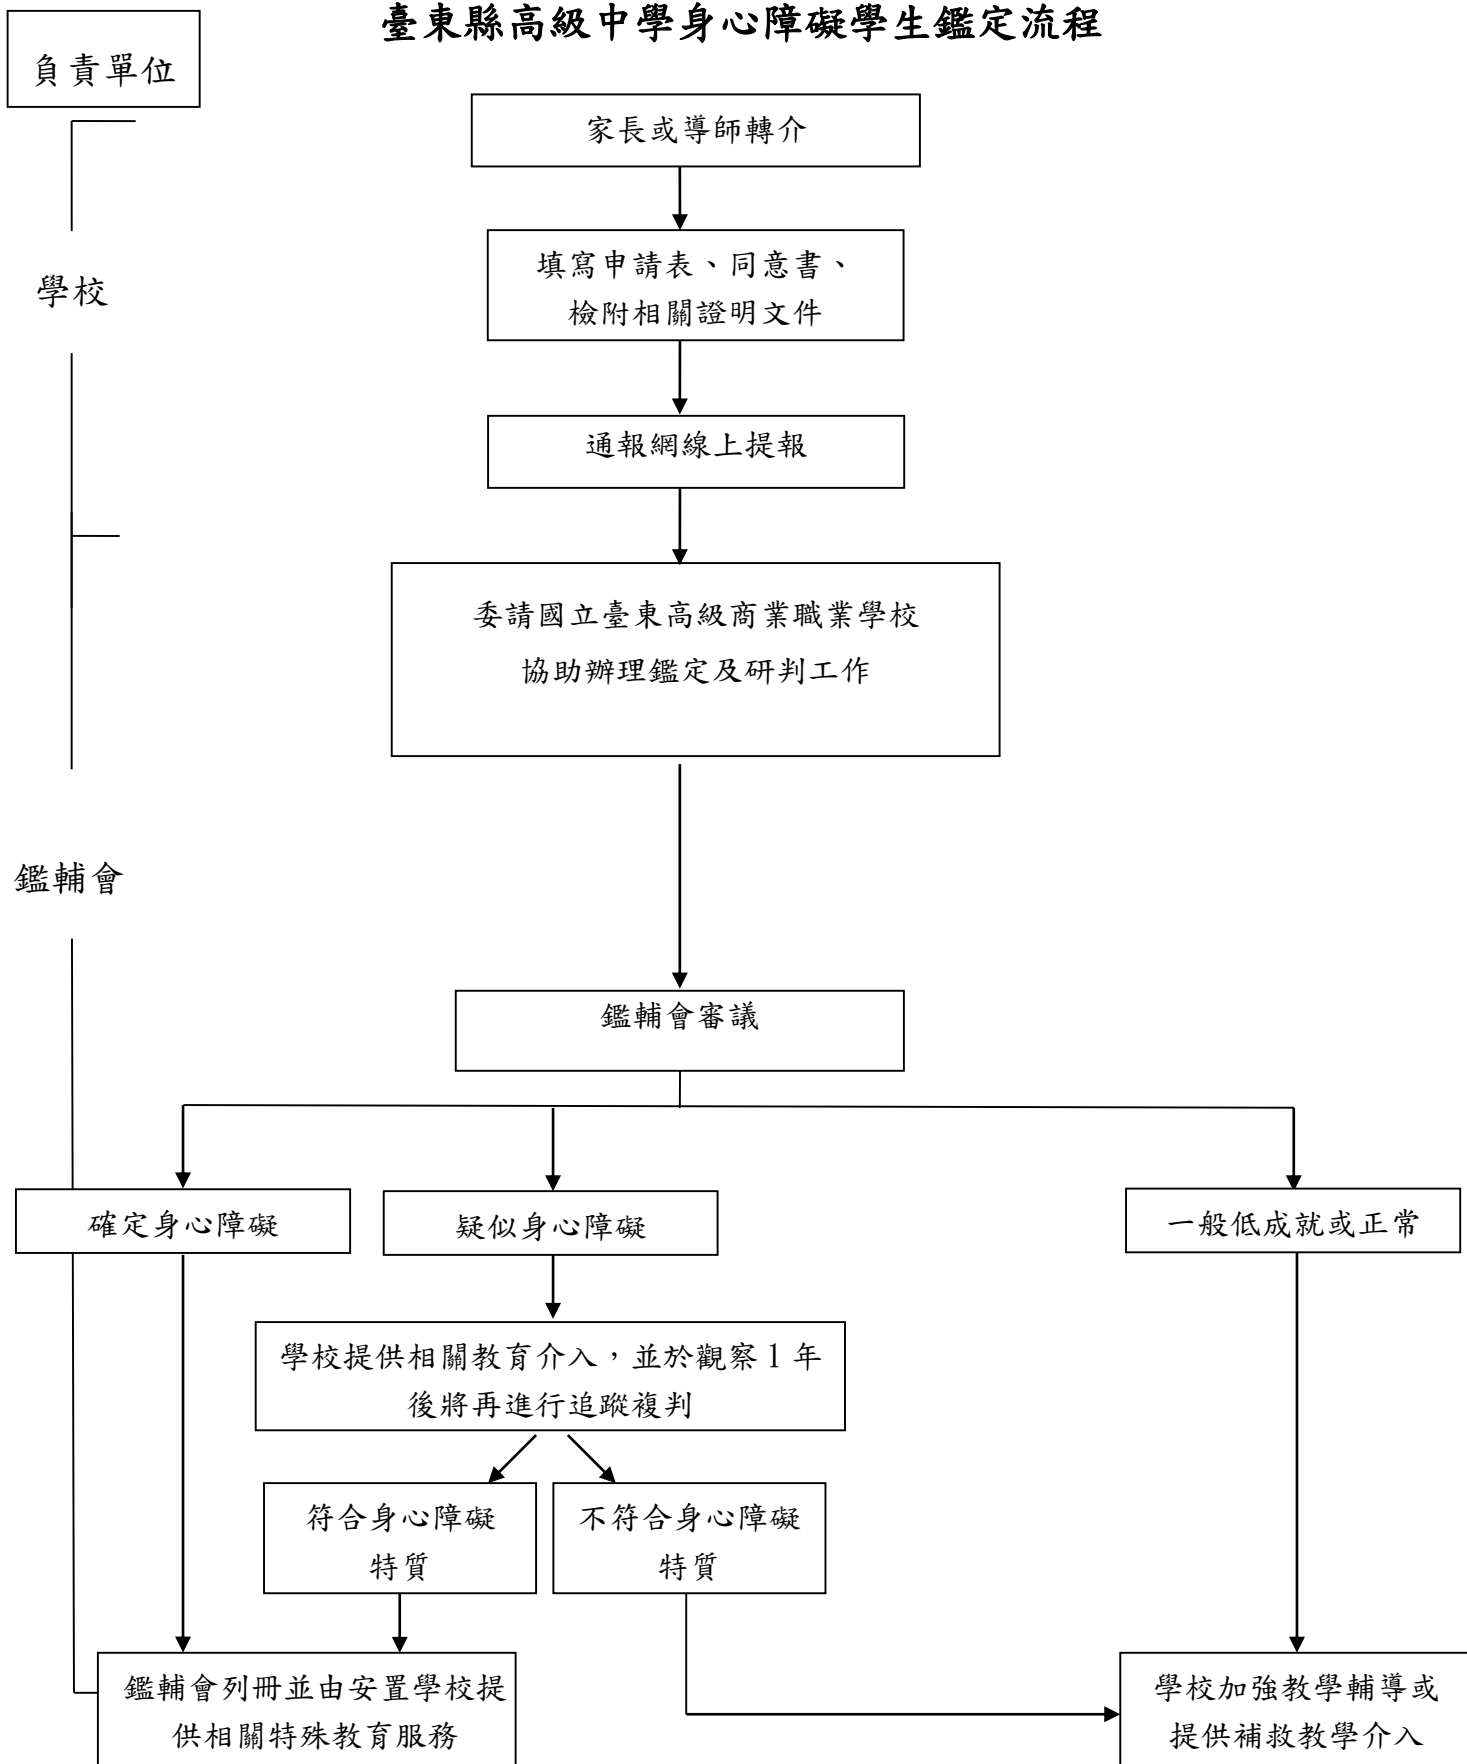 臺東縣高級中學身心障礙學生鑑定流程
負責單位
家長或導師轉介
學校
填寫申請表、同意書、
檢附相關證明文件
通報網線上提報
委請國立臺東高級商業職業學校
協助辦理鑑定及研判工作
鑑輔會
鑑輔會審議
確定身心障礙
疑似身心障礙
一般低成就或正常
學校提供相關教育介入，並於觀察1年
後將再進行追蹤複判
符合身心障礙
特質
不符合身心障礙
特質
鑑輔會列冊並由安置學校提
供相關特殊教育服務
學校加強教學輔導或
提供補救教學介入